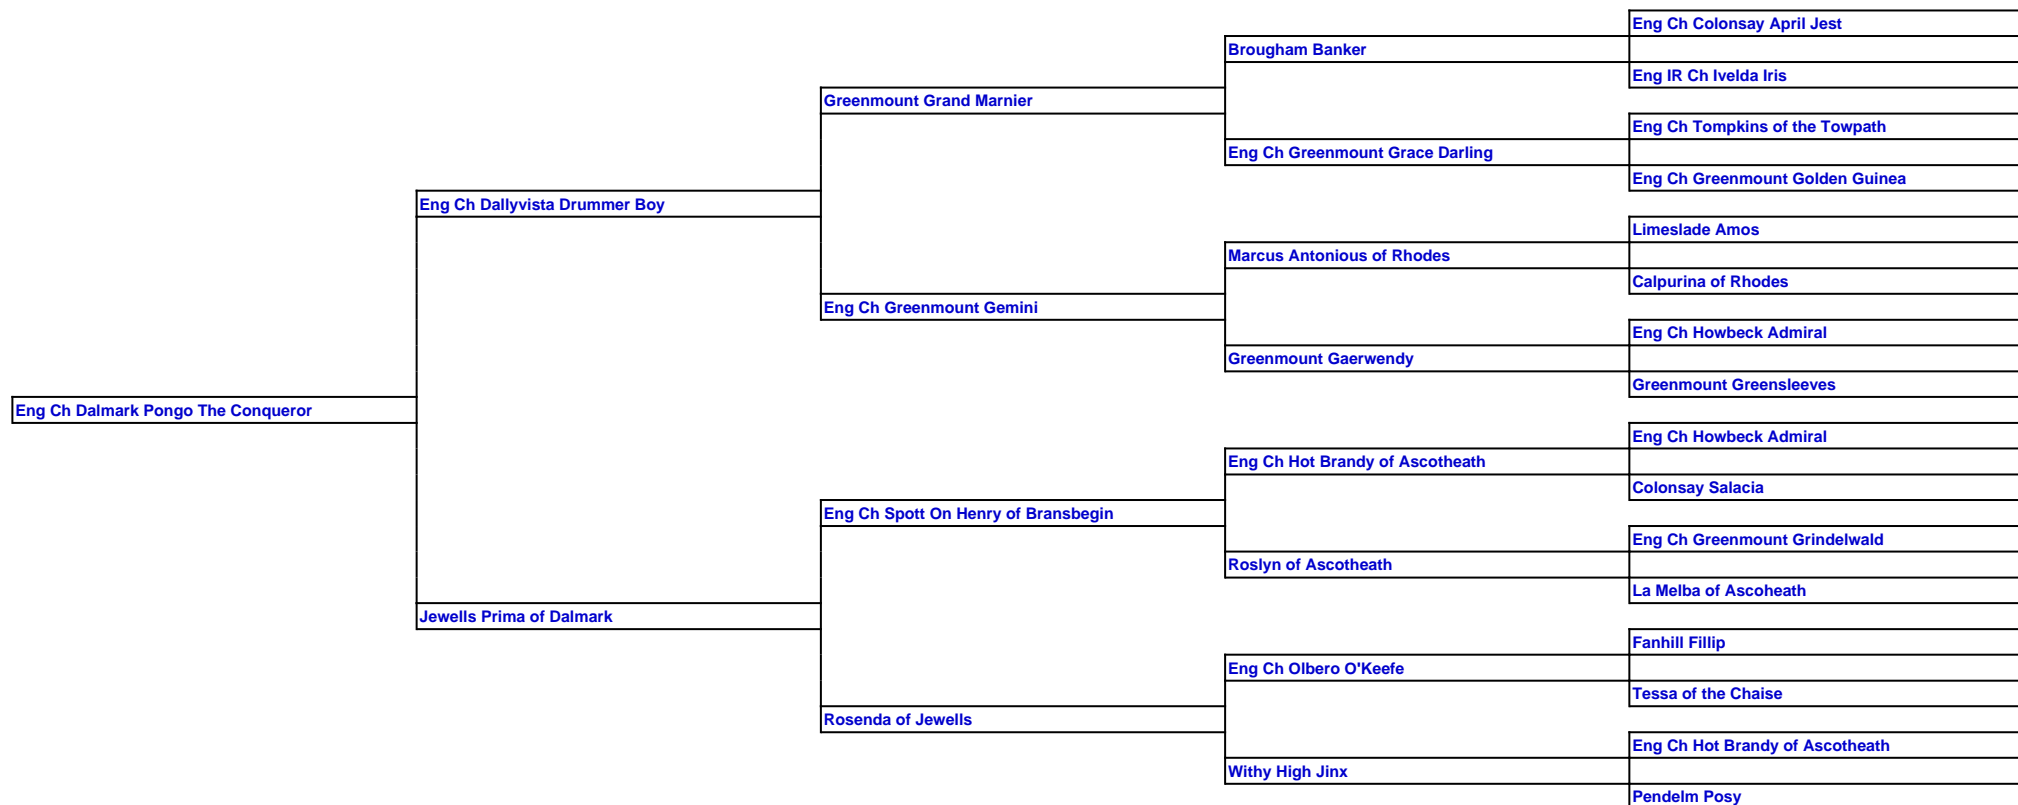 Eng Ch Colonsay April Jest
Brougham Banker
Eng IR Ch Ivelda Iris
Greenmount Grand Marnier
Eng Ch Tompkins of the Towpath
Eng Ch Greenmount Grace Darling
Eng Ch Greenmount Golden Guinea
Eng Ch Dallyvista Drummer Boy
Limeslade Amos
Marcus Antonious of Rhodes
Calpurina of Rhodes
Eng Ch Greenmount Gemini
Eng Ch Howbeck Admiral
Greenmount Gaerwendy
Greenmount Greensleeves
Eng Ch Dalmark Pongo The Conqueror
Eng Ch Howbeck Admiral
Eng Ch Hot Brandy of Ascotheath
Colonsay Salacia
Eng Ch Spott On Henry of Bransbegin
Eng Ch Greenmount Grindelwald
Roslyn of Ascotheath
La Melba of Ascoheath
Jewells Prima of Dalmark
Fanhill Fillip
Eng Ch Olbero O'Keefe
Tessa of the Chaise
Rosenda of Jewells
Eng Ch Hot Brandy of Ascotheath
Withy High Jinx
Pendelm Posy